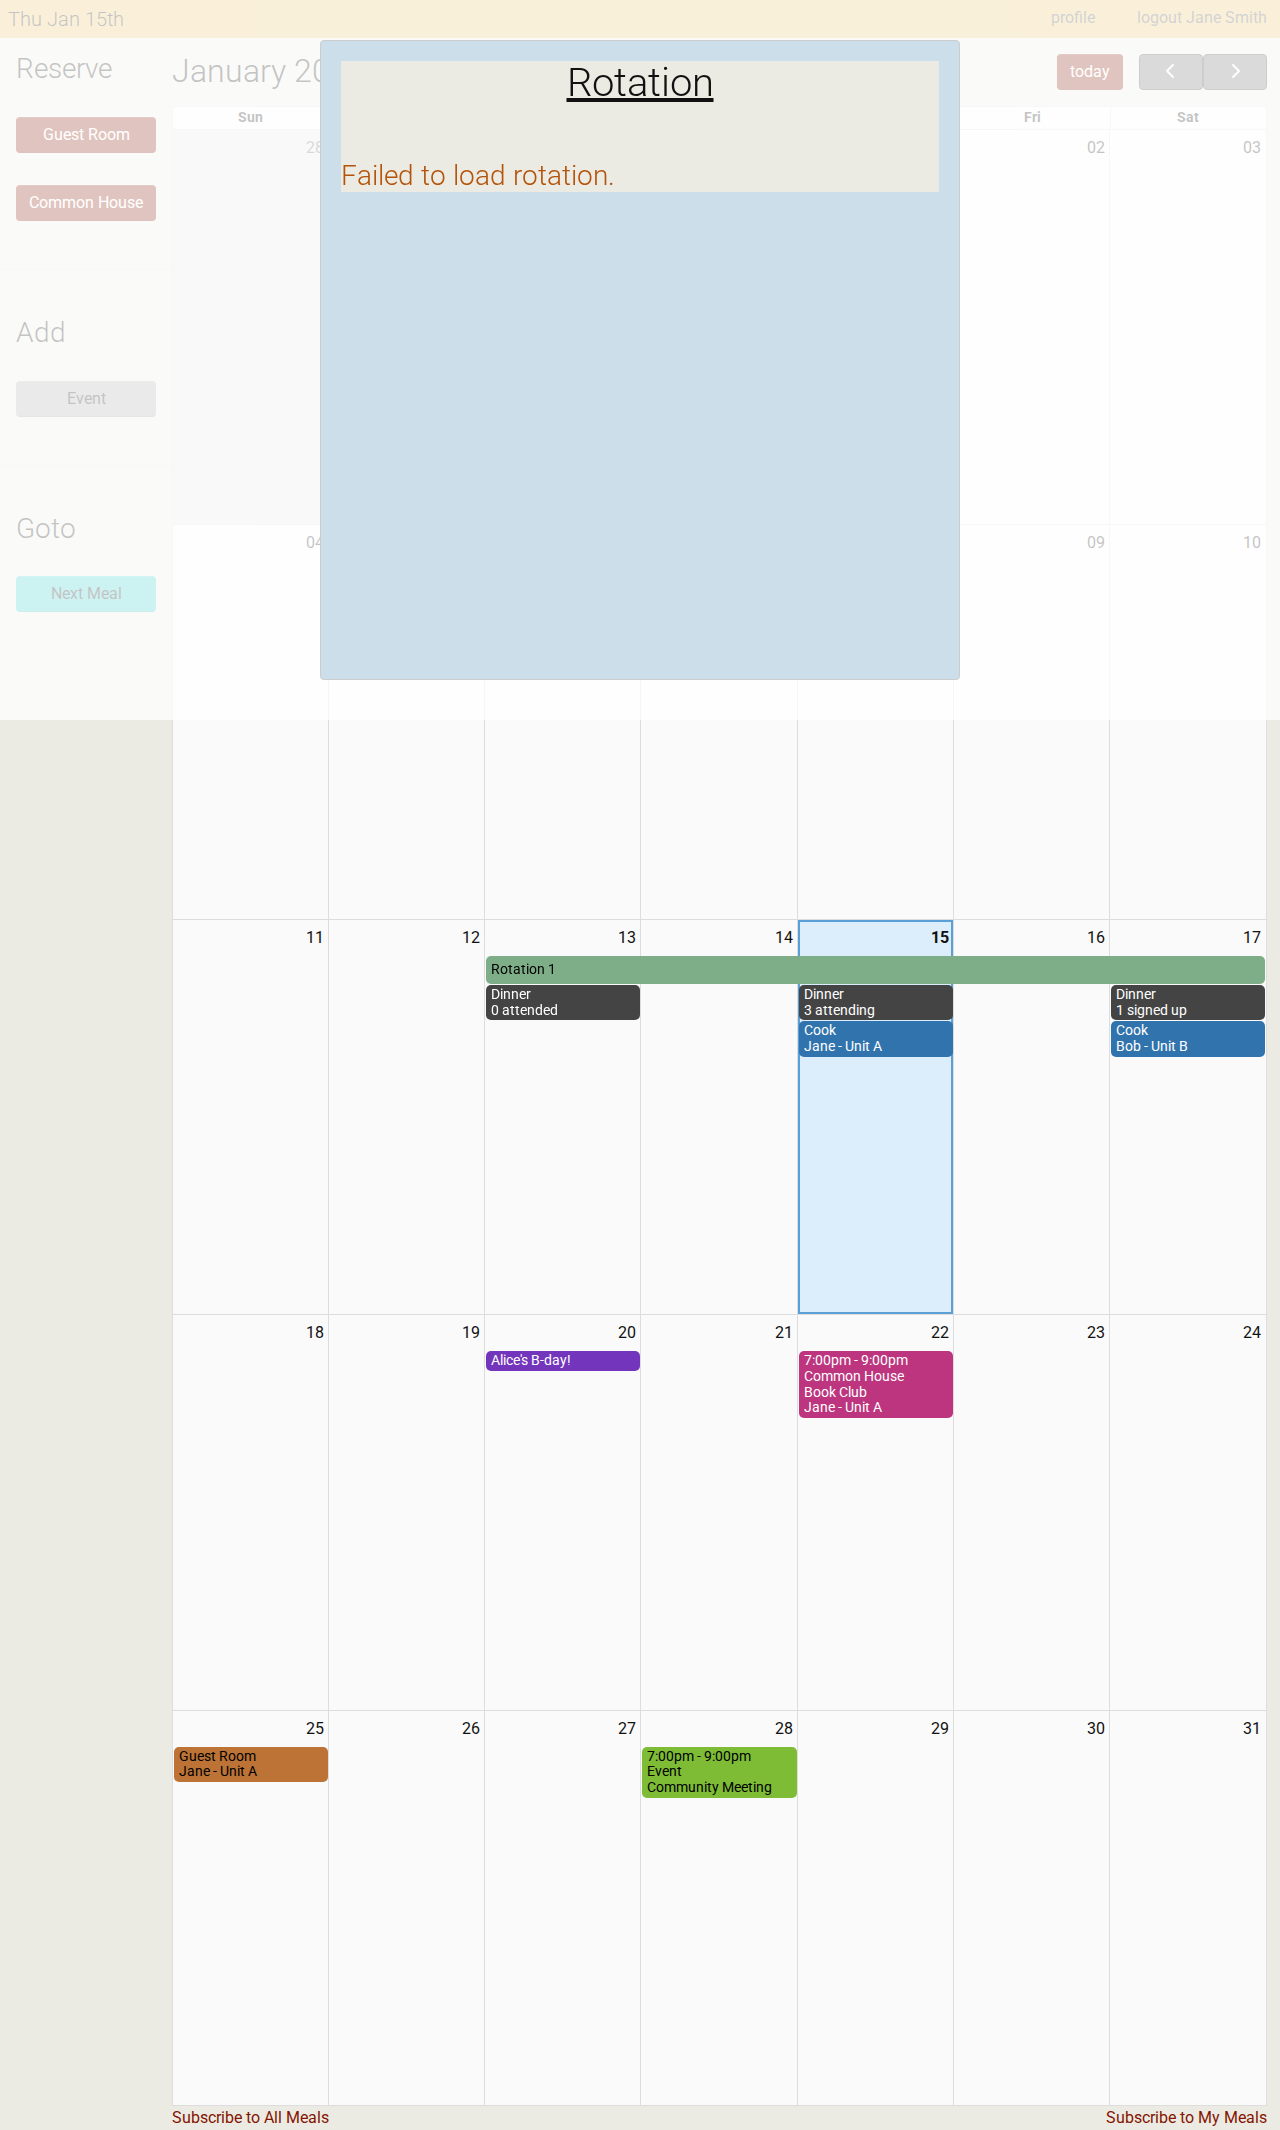 Thu Jan 15th
profile
logout Jane Smith
Reserve
Guest Room
Common House
Add
Event
Goto
Next Meal
January 20
today
Rotation
Failed to load rotation.
Sun
Fri
Sat
28
02
03
04
09
10
11
12
13
14
15
16
17
Rotation 1
Dinner
0 attended
Dinner
3 attending
Cook
Jane - Unit A
Dinner
1 signed up
Cook
Bob - Unit B
18
19
20
21
22
23
24
Alice's B-day!
7:00pm - 9:00pm
Common House
Book Club
Jane - Unit A
25
26
27
28
29
30
31
Guest Room
Jane - Unit A
7:00pm - 9:00pm
Event
Community Meeting
Subscribe to All Meals
Subscribe to My Meals